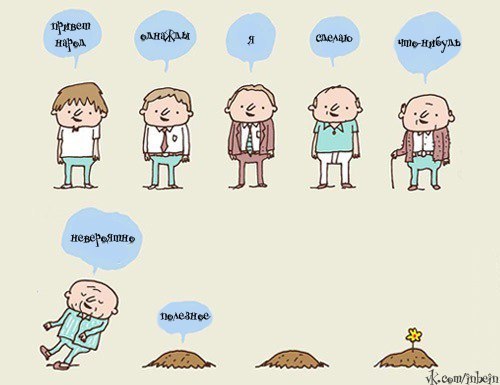 привет
народ
однажды
я
сделаю
что-нибудь
невероятно
полезное
vk.com/inbein